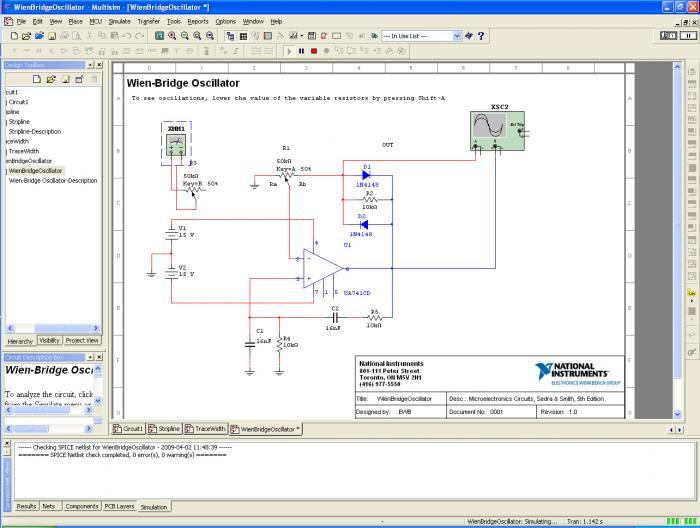 WienBridgeOscillator - Multisim - [WienBridgeOscillator *]
File Edit View Place MCU Simulate Transfer Tools Reports Options Window Help
--- In Use List ---
Design Toolbox
cuit1
Circuit1
ripline
Stripline
Stripline-Description
ceWidth
TraceWidth
enBridgeOscillator
WienBridgeOscillator
Wien-Bridge Oscillator-Description
Hierarchy Visibility Project View
Circuit Description Box
Wien-Bridge Osci
To analyze the circuit, click
from the Simulate menu or
0 1 2 3 4 5 6 7 8
A
B
C
D
E
F
G
Wien-Bridge Oscillator
To see oscillations, lower the value of the variable resistors by pressing Shift-A
XMM1
R3
50kΩ
Key=B 50%
R1
50kΩ
Key=A 50%
Ra Rb
OUT
XSC2
Ext Trig
A B
D1
1N4148
R2
10kΩ
D2
1N4148
V1
15 V
V2
15 V
U1
4
2
3
6
7 1 5
UA741CD
C2
16nF
R5
10kΩ
C1
16nF
R4
10kΩ
National Instruments
801-111 Peter Street
Toronto, ON M5V 2H1
(416) 977-5550
NATIONAL INSTRUMENTS
ELECTRONICS WORKBENCH GROUP
Title: WienBridgeOscillator Desc.: Microelectronics Circuits, Sedra & Smith, 5th Edition
Designed by: EWB Document No: 0001 Revision: 1.0
Circuit1 Stripline TraceWidth WienBridgeOscillator *
------ Checking SPICE netlist for WienBridgeOscillator - 2009-04-02 11:48:39 ------
======= SPICE Netlist check completed, 0 error(s), 0 warning(s) =======
Spreadsheet View
Results Nets Components PCB Layers Simulation
- WienBridgeOscillator: Simulating... Tran: 1.142 s